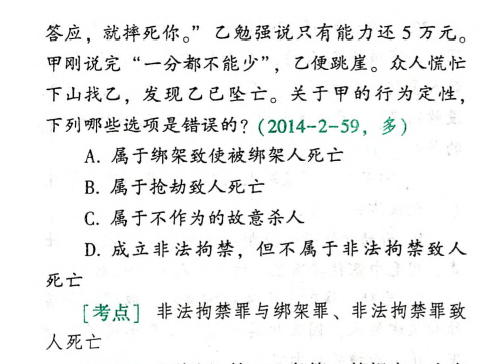 答应，就摔死你。”乙勉强说只有能力还5万元。
甲刚说完“一分都不能少”，乙便跳崖。众人慌忙
下山找乙，发现乙已坠亡。关于甲的行为定性，
下列哪些选项是错误的？(2014-2-59，多)
A. 属于绑架致使被绑架人死亡
B. 属于抢劫致人死亡
C. 属于不作为的故意杀人
D. 成立非法拘禁，但不属于非法拘禁致人
死亡
[考点] 非法拘禁罪与绑架罪、非法拘禁罪致
人死亡